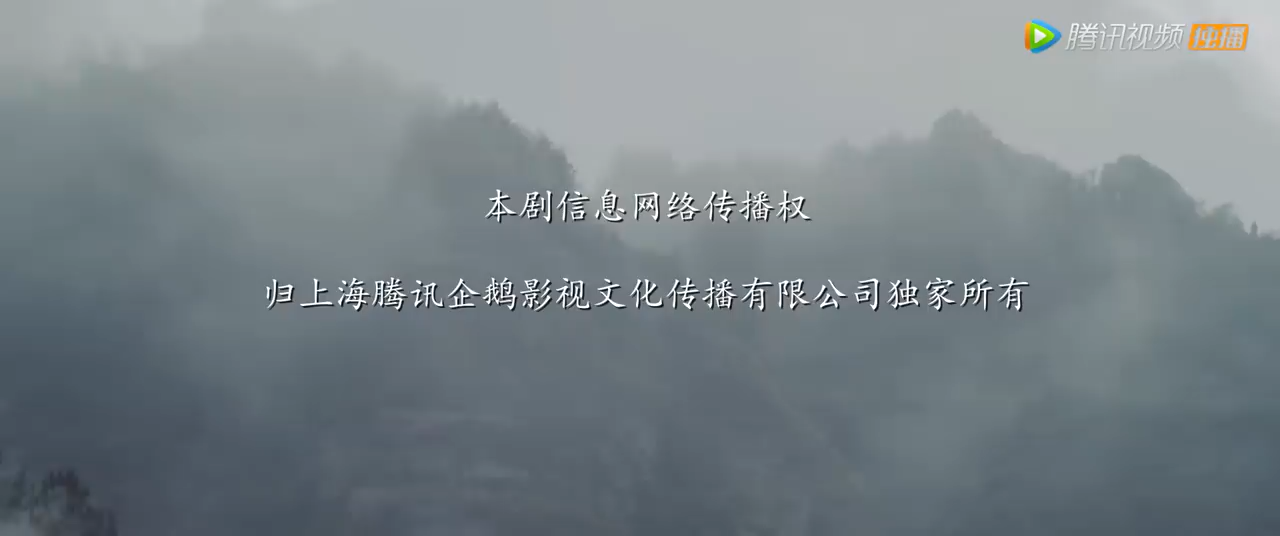 腾讯视频 独播
本剧信息网络传播权
归上海腾讯企鹅影视文化传播有限公司独家所有